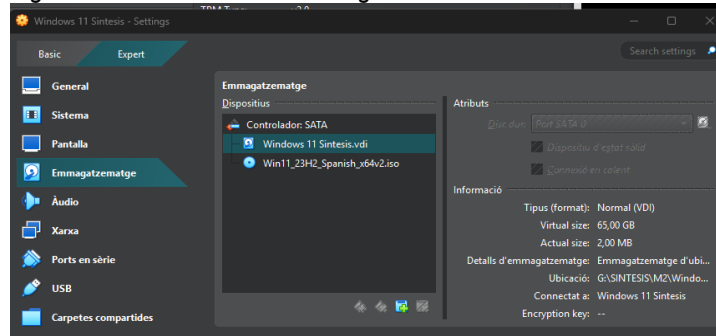 Windows 11 Sintesis - Settings
Basic Expert Search settings
General
Sistema
Pantalla
Emmagatzematge
Àudio
Xarxa
Ports en sèrie
USB
Carpetes compartides
Emmagatzematge
Dispositius
Controlador: SATA
Windows 11 Sintesis.vdi
Win11_23H2_Spanish_x64v2.iso
Atributs
Disc dur: Port SATA 0
Dispositiu d'estat sòlid
Connexió en calent
Informació
Tipus (format): Normal (VDI)
Virtual size: 65,00 GB
Actual size: 2,00 MB
Detalls d'emmagatzematge: Emmagatzematge d'ubi...
Ubicació: G:\SINTESIS\M2\Windo...
Connectat a: Windows 11 Sintesis
Encryption key: --